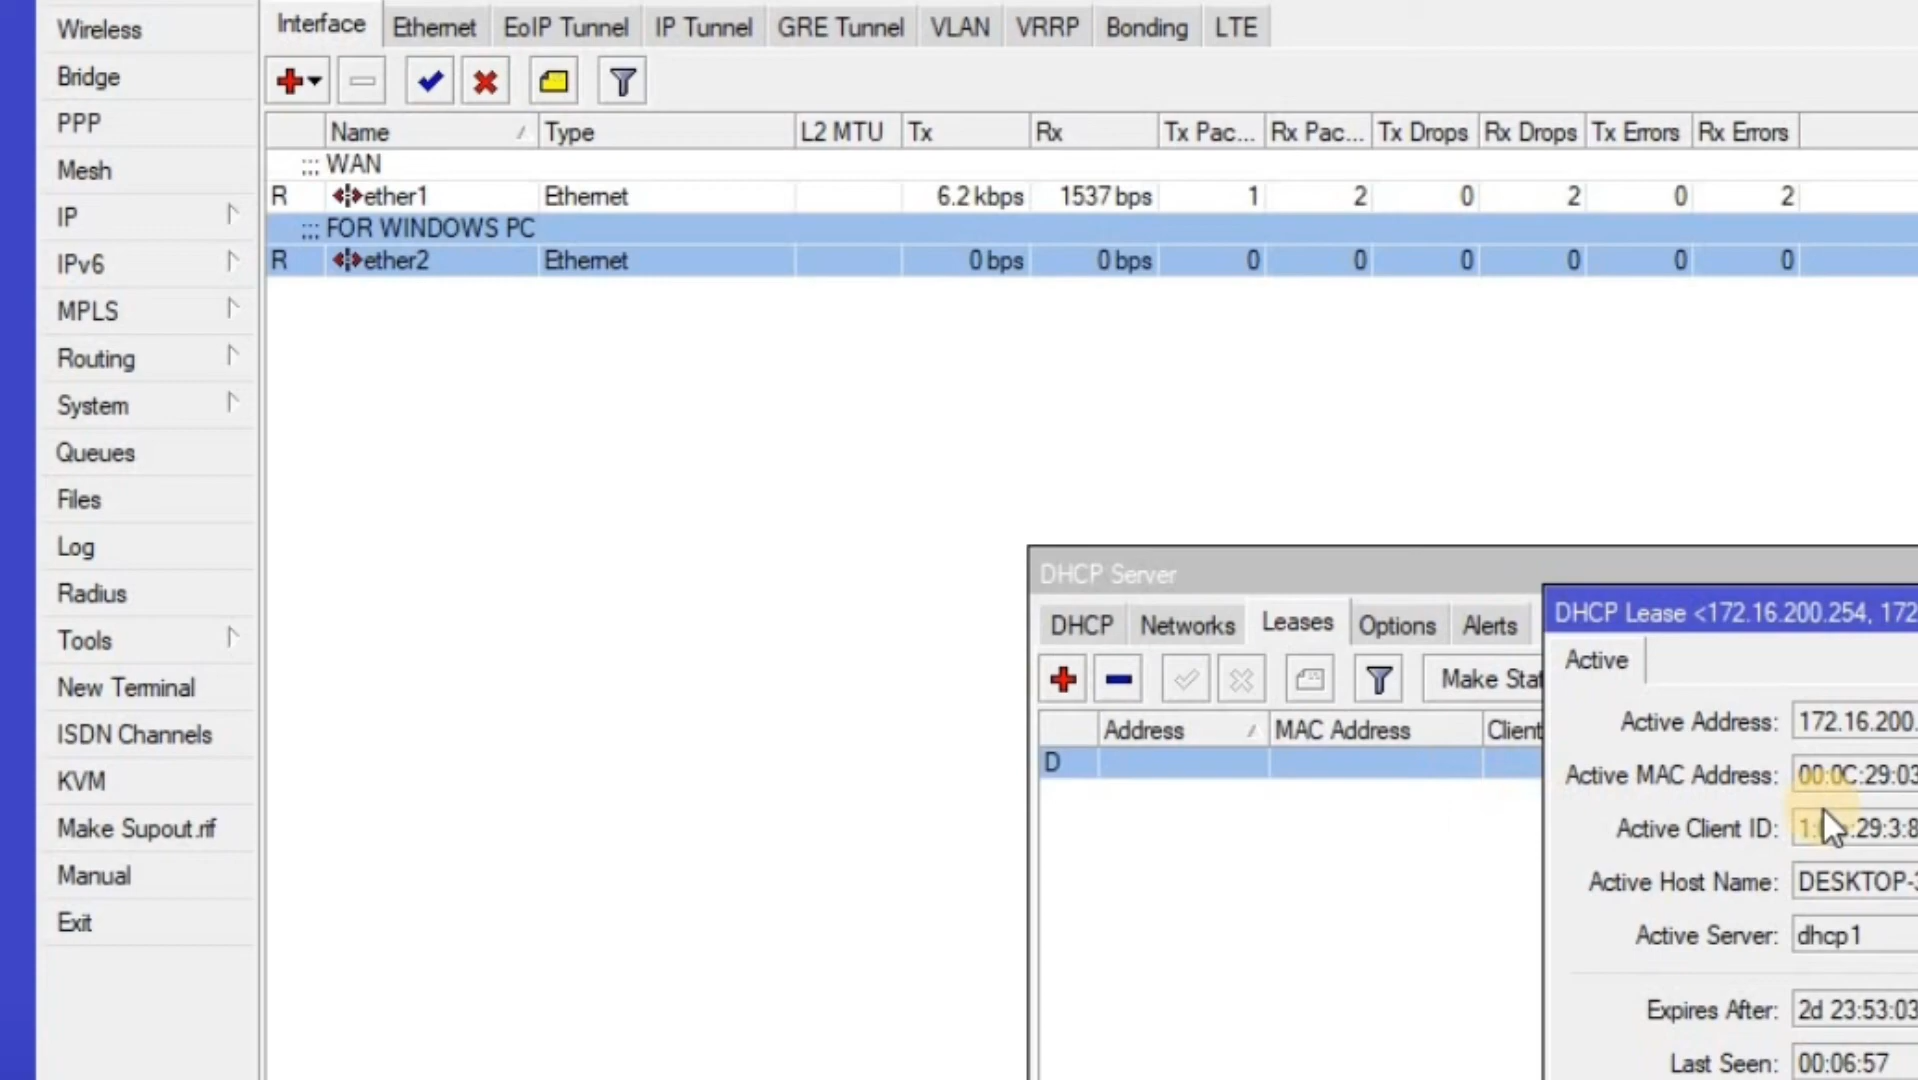 Wireless
Bridge
PPP
Mesh
IP
IPv6
MPLS
Routing
System
Queues
Files
Log
Radius
Tools
New Terminal
ISDN Channels
KVM
Make Supout.rif
Manual
Exit
Interface Ethernet EoIP Tunnel IP Tunnel GRE Tunnel VLAN VRRP Bonding LTE
Name Type L2 MTU Tx Rx Tx Pac... Rx Pac... Tx Drops Rx Drops Tx Errors Rx Errors
;;; WAN
R ether1 Ethernet 6.2 kbps 1537 bps 1 2 0 2 0 2
;;; FOR WINDOWS PC
R ether2 Ethernet 0 bps 0 bps 0 0 0 0 0 0
DHCP Server
DHCP Networks Leases Options Alerts
Make Stat
Address MAC Address Client
D
DHCP Lease <172.16.200.254, 172
Active
Active Address: 172.16.200.
Active MAC Address: 00:0C:29:03
Active Client ID: :29:3:8
Active Host Name: DESKTOP-
Active Server: dhcp1
Expires After: 2d 23:53:03
Last Seen: 00:06:57